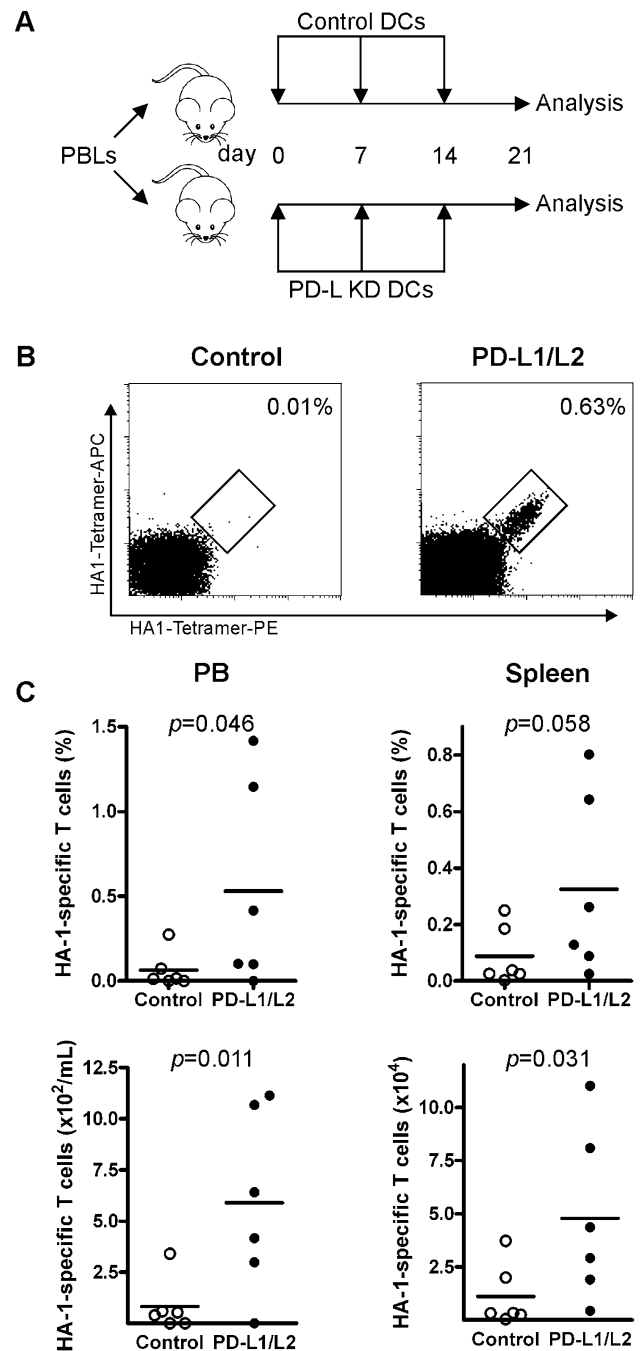 A
Control DCs
Analysis
PBLs
day 0 7 14 21
Analysis
PD-L KD DCs
B
Control
PD-L1/L2
0.01%
0.63%
HA1-Tetramer-APC
HA1-Tetramer-PE
C
PB
Spleen
HA-1-specific T cells (%)
1.5
1.0
0.5
0.0
p=0.046
Control PD-L1/L2
HA-1-specific T cells (%)
0.8
0.6
0.4
0.2
0.0
p=0.058
Control PD-L1/L2
HA-1-specific T cells (x10²/mL)
12.5
10.0
7.5
5.0
2.5
p=0.011
Control PD-L1/L2
HA-1-specific T cells (x10⁴)
10.0
7.5
5.0
2.5
p=0.031
Control PD-L1/L2